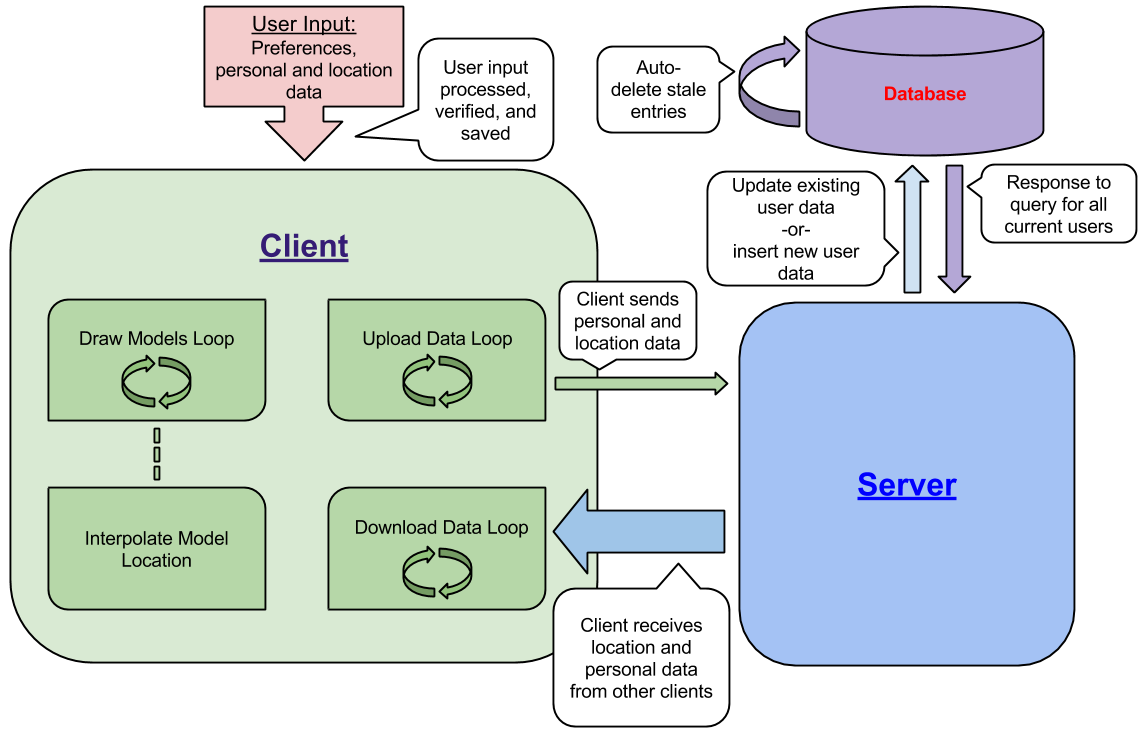 User Input:
Preferences,
personal and location
data
User input
processed,
verified, and
saved
Auto-
delete stale
entries
Database
Update existing
user data
-or-
insert new user
data
Response to
query for all
current users
Client
Draw Models Loop
Upload Data Loop
Client sends
personal and
location data
Interpolate Model
Location
Download Data Loop
Server
Client receives
location and
personal data
from other clients